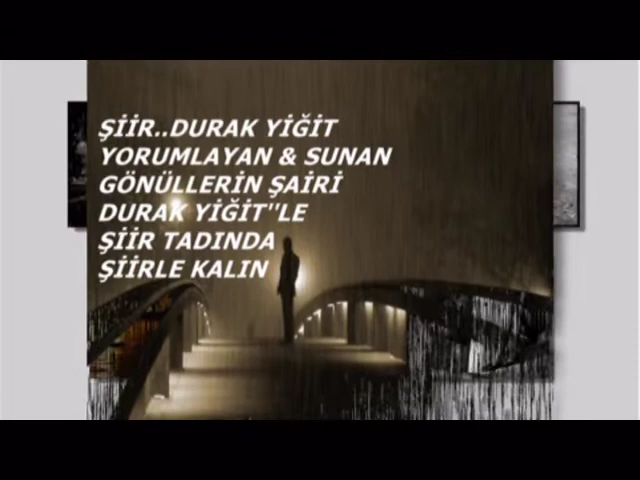 ŞİİR..DURAK YİĞİT
YORUMLAYAN & SUNAN
GÖNÜLLERİN ŞAİRİ
DURAK YİĞİT''LE
ŞİİR TADINDA
ŞİİRLE KALIN